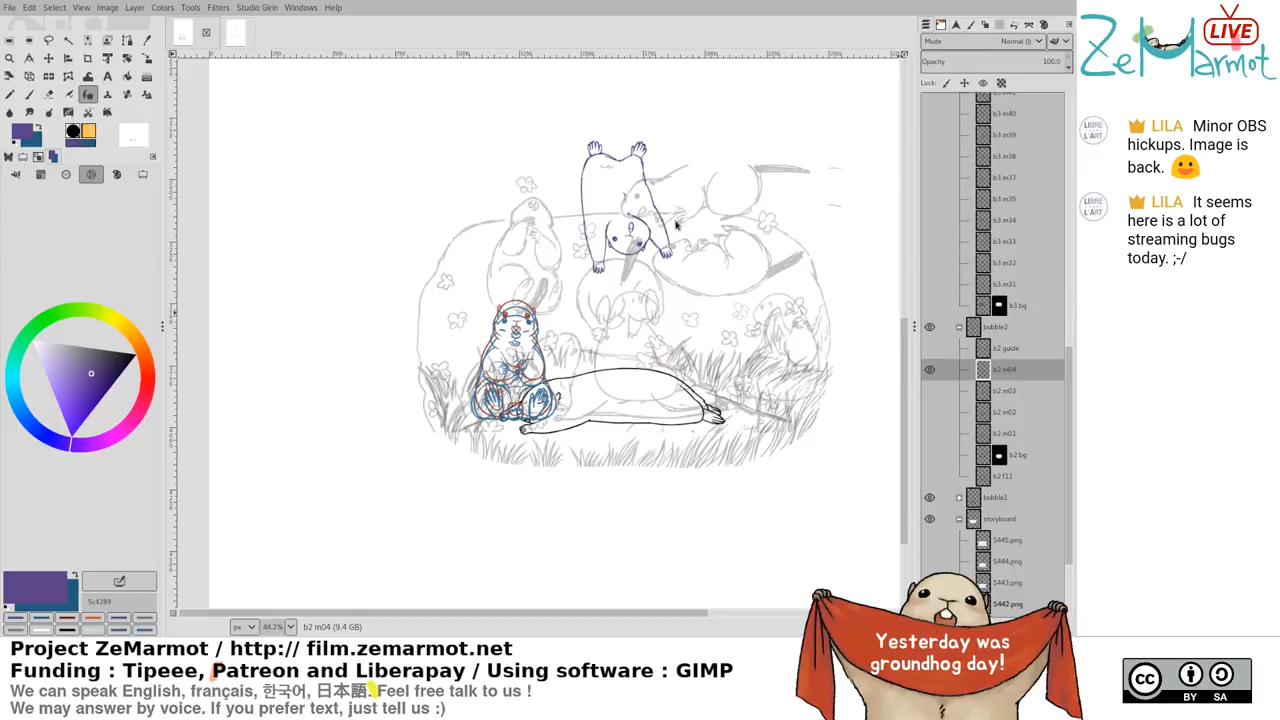 File Edit Select View Image Layer Colors Tools Filters Studio Girin Windows Help
Mode Normal (l)
Opacity 100.0
Lock:
b3 m40
b3 m39
b3 m38
b3 m37
b3 m35
b3 m34
b3 m33
b3 m32
b3 m31
b3 bg
bubble2
b2 guide
b2 m04
b2 m03
b2 m02
b2 m01
b2 bg
b2 f11
bubble1
storyboard
S445.png
S444.png
S443.png
S442.png
5c4289
px 44.2% b2 m04 (9.4 GB)
LIVE
ZeMarmot
LILA Minor OBS
hickups. Image is
back.
LILA It seems
here is a lot of
streaming bugs
today. ;-/
Project ZeMarmot / http:// film.zemarmot.net
Funding : Tipeee, Patreon and Liberapay / Using software : GIMP
We can speak English, français, 한국어, 日本語. Feel free talk to us !
We may answer by voice. If you prefer text, just tell us :)
Yesterday was
groundhog day!
cc BY SA